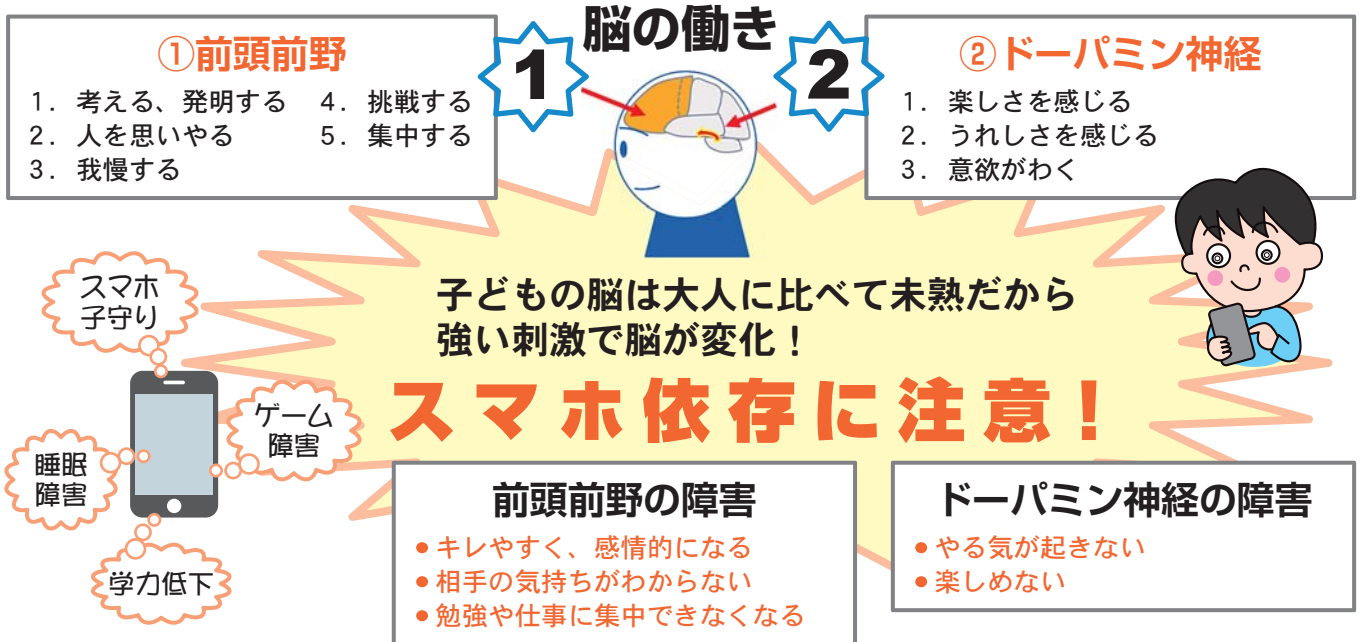 脳の働き
1
2
①前頭前野
1. 考える、発明する
2. 人を思いやる
3. 我慢する
4. 挑戦する
5. 集中する
②ドーパミン神経
1. 楽しさを感じる
2. うれしさを感じる
3. 意欲がわく
子どもの脳は大人に比べて未熟だから
強い刺激で脳が変化！
スマホ依存に注意！
スマホ
子守り
ゲーム
障害
睡眠
障害
学力低下
前頭前野の障害
●キレやすく、感情的になる
●相手の気持ちがわからない
●勉強や仕事に集中できなくなる
ドーパミン神経の障害
●やる気が起きない
●楽しめない